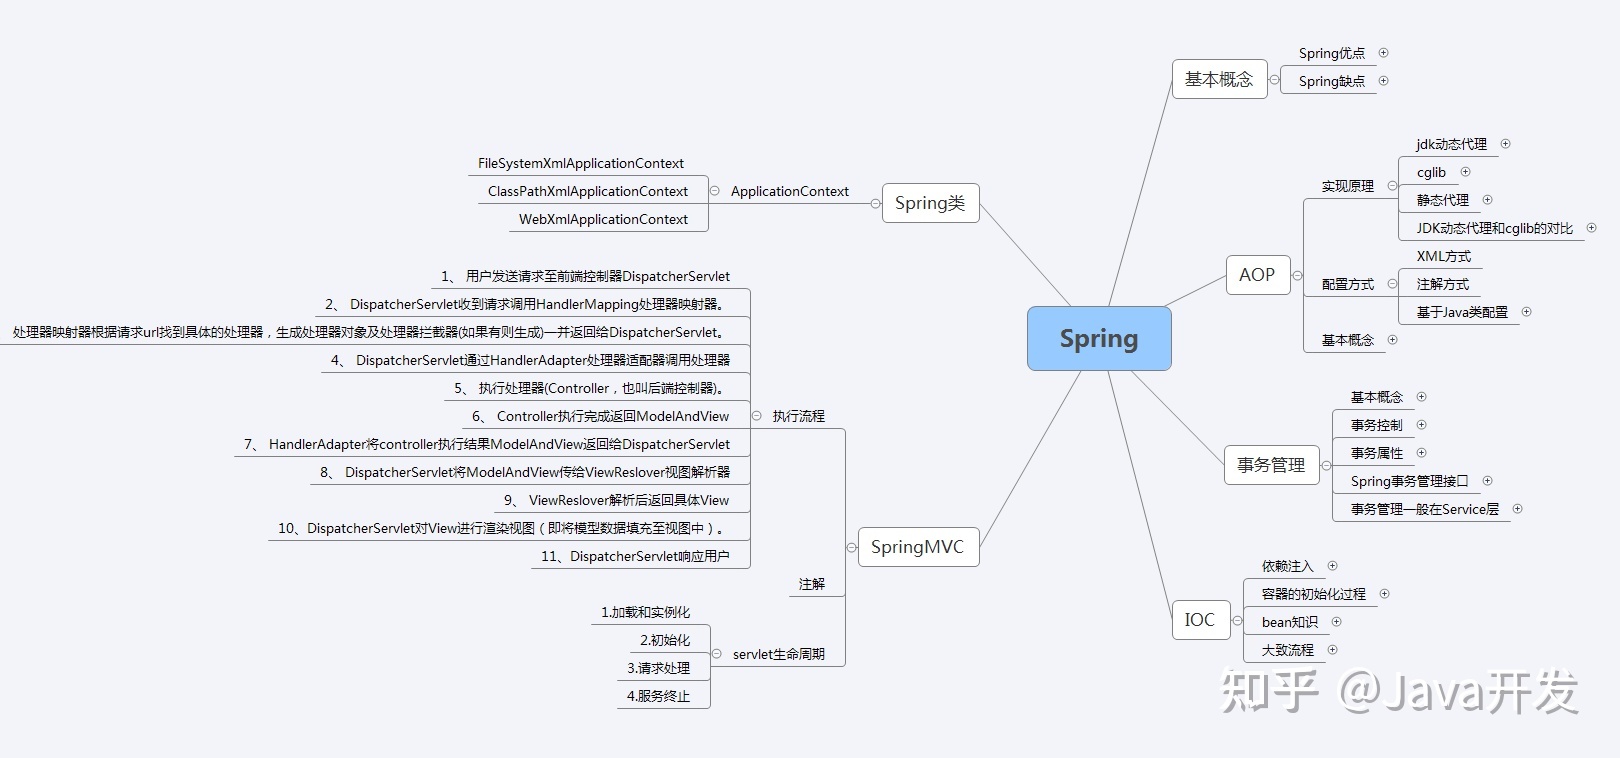 Spring
基本概念
Spring优点
Spring缺点
AOP
实现原理
jdk动态代理
cglib
静态代理
JDK动态代理和cglib的对比
配置方式
XML方式
注解方式
基于Java类配置
基本概念
事务管理
基本概念
事务控制
事务属性
Spring事务管理接口
事务管理一般在Service层
IOC
依赖注入
容器的初始化过程
bean知识
大致流程
Spring类
ApplicationContext
FileSystemXmlApplicationContext
ClassPathXmlApplicationContext
WebXmlApplicationContext
SpringMVC
执行流程
1、 用户发送请求至前端控制器DispatcherServlet
2、 DispatcherServlet收到请求调用HandlerMapping处理器映射器。
处理器映射器根据请求url找到具体的处理器，生成处理器对象及处理器拦截器(如果有则生成)一并返回给DispatcherServlet。
4、 DispatcherServlet通过HandlerAdapter处理器适配器调用处理器
5、 执行处理器(Controller，也叫后端控制器)。
6、 Controller执行完成返回ModelAndView
7、 HandlerAdapter将controller执行结果ModelAndView返回给DispatcherServlet
8、 DispatcherServlet将ModelAndView传给ViewReslover视图解析器
9、 ViewReslover解析后返回具体View
10、DispatcherServlet对View进行渲染视图（即将模型数据填充至视图中）。
11、DispatcherServlet响应用户
注解
servlet生命周期
1.加载和实例化
2.初始化
3.请求处理
4.服务终止
知乎 @Java开发